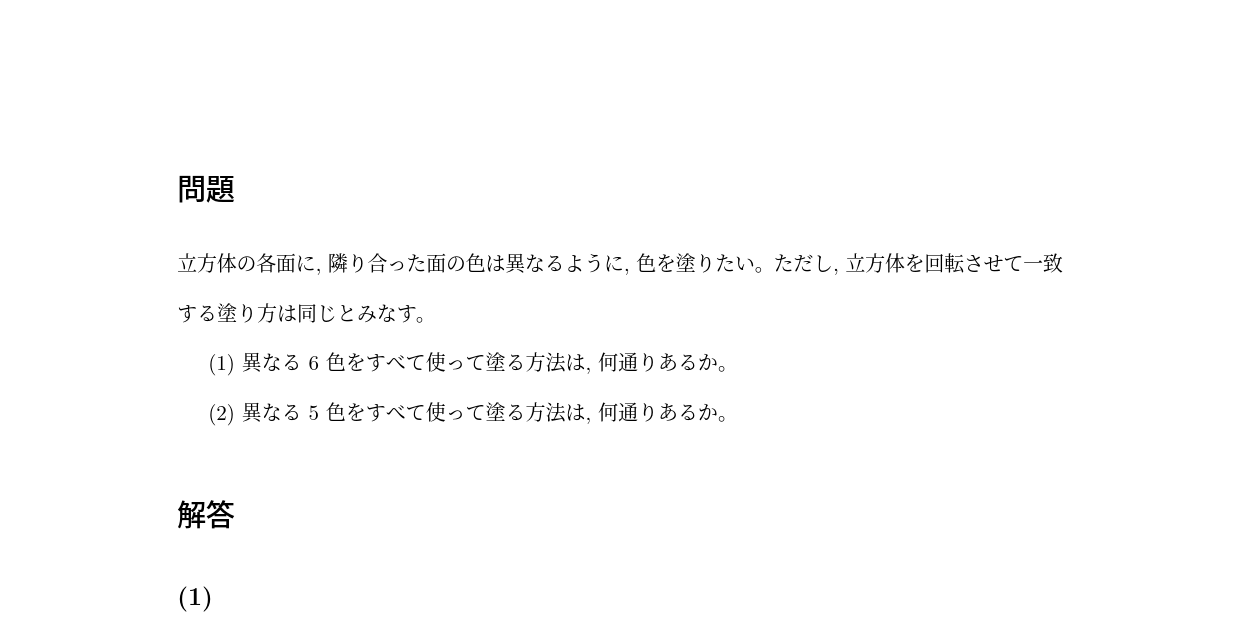 問題
立方体の各面に, 隣り合った面の色は異なるように, 色を塗りたい。ただし, 立方体を回転させて一致
する塗り方は同じとみなす。
(1) 異なる 6 色をすべて使って塗る方法は, 何通りあるか。
(2) 異なる 5 色をすべて使って塗る方法は, 何通りあるか。
解答
(1)